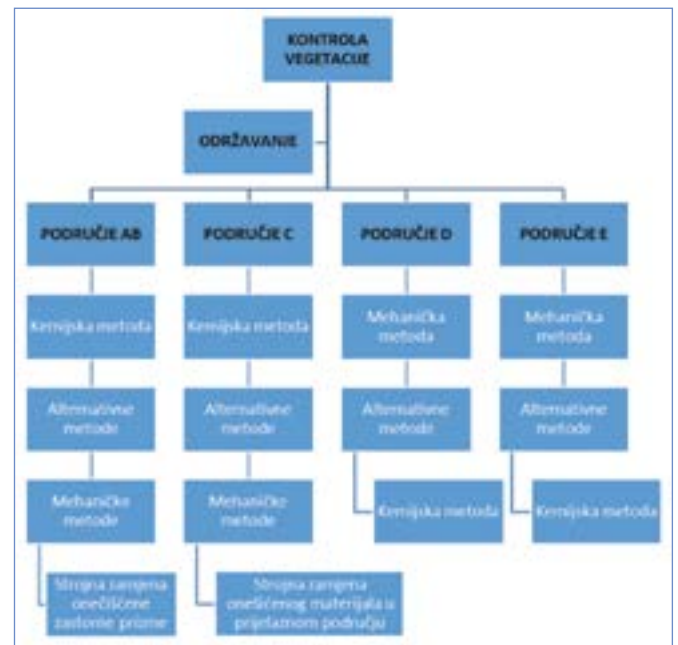 KONTROLA
VEGETACIJE
ODRŽAVANJE
PODRUČJE AB
PODRUČJE C
PODRUČJE D
PODRUČJE E
Kemijska metoda
Kemijska metoda
Mehanička
metoda
Mehanička
metoda
Alternativne
metode
Alternativne
metode
Alternativne
metode
Alternativne
metode
Mehaničke
metode
Mehaničke
metode
Kemijska metoda
Kemijska metoda
Strojna zamjena
onečišćene
zastorne prizme
Strojna zamjena
onešićenog materijala u
prijelaznom području